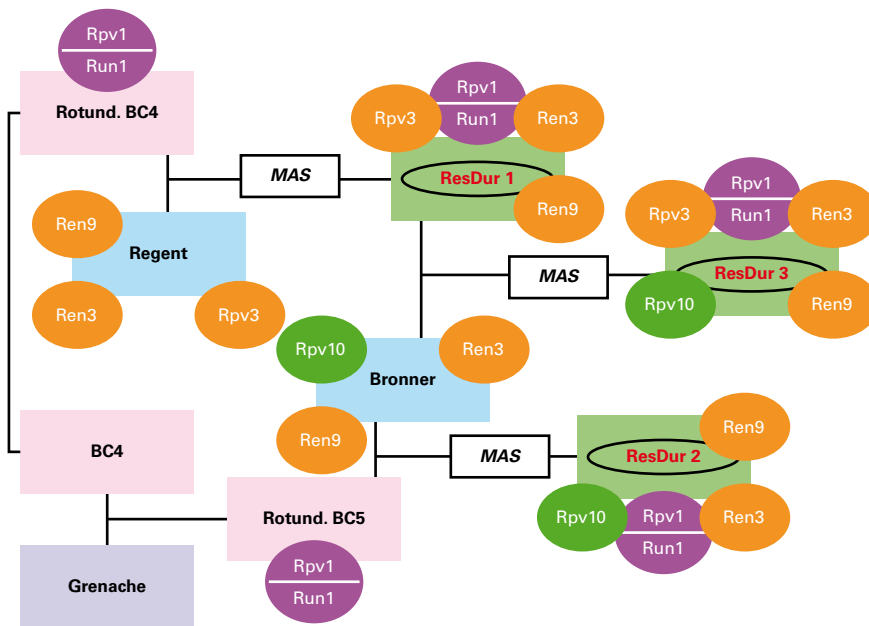 Rpv1
Run1
Rotund. BC4
MAS
Rpv3
Rpv1
Run1
Ren3
ResDur 1
Ren9
Ren9
Regent
Ren3
Rpv3
Rpv3
Rpv1
Run1
Ren3
MAS
ResDur 3
Rpv10
Ren9
Rpv10
Ren3
Bronner
Ren9
BC4
MAS
Ren9
ResDur 2
Rpv10
Rpv1
Run1
Ren3
Rotund. BC5
Rpv1
Run1
Grenache